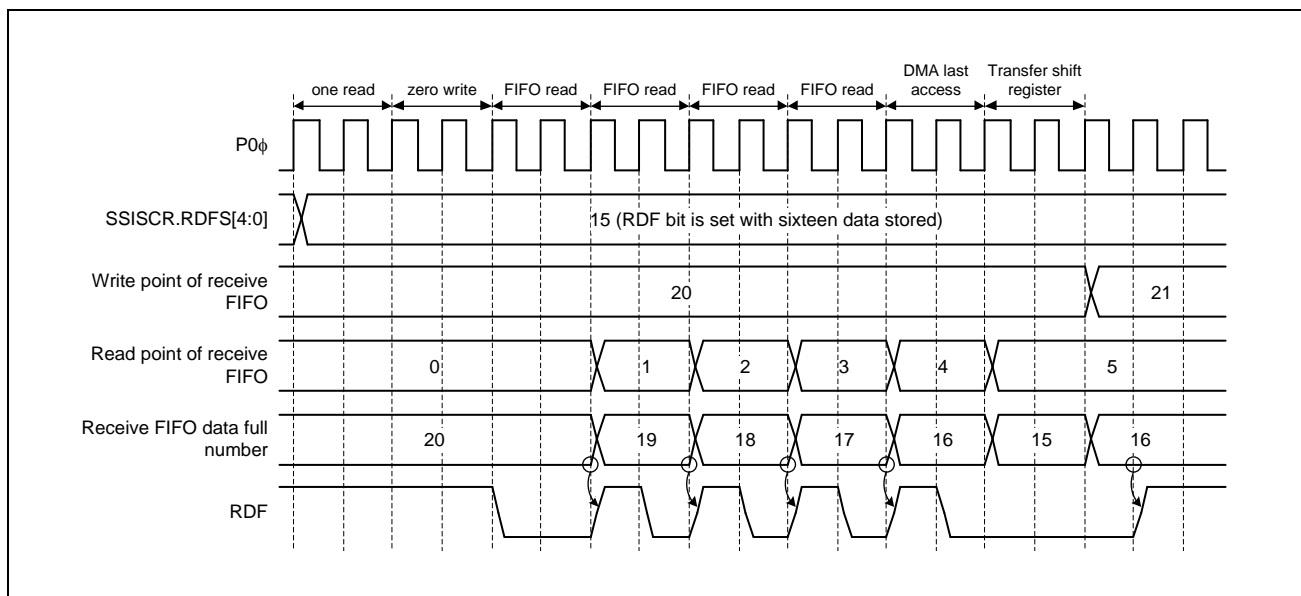 one read
zero write
FIFO read
FIFO read
FIFO read
FIFO read
DMA last
access
Transfer shift
register
P0ϕ
SSISCR.RDFS[4:0]
15 (RDF bit is set with sixteen data stored)
Write point of receive
FIFO
20
21
Read point of receive
FIFO
0
1
2
3
4
5
Receive FIFO data full
number
20
19
18
17
16
15
16
RDF